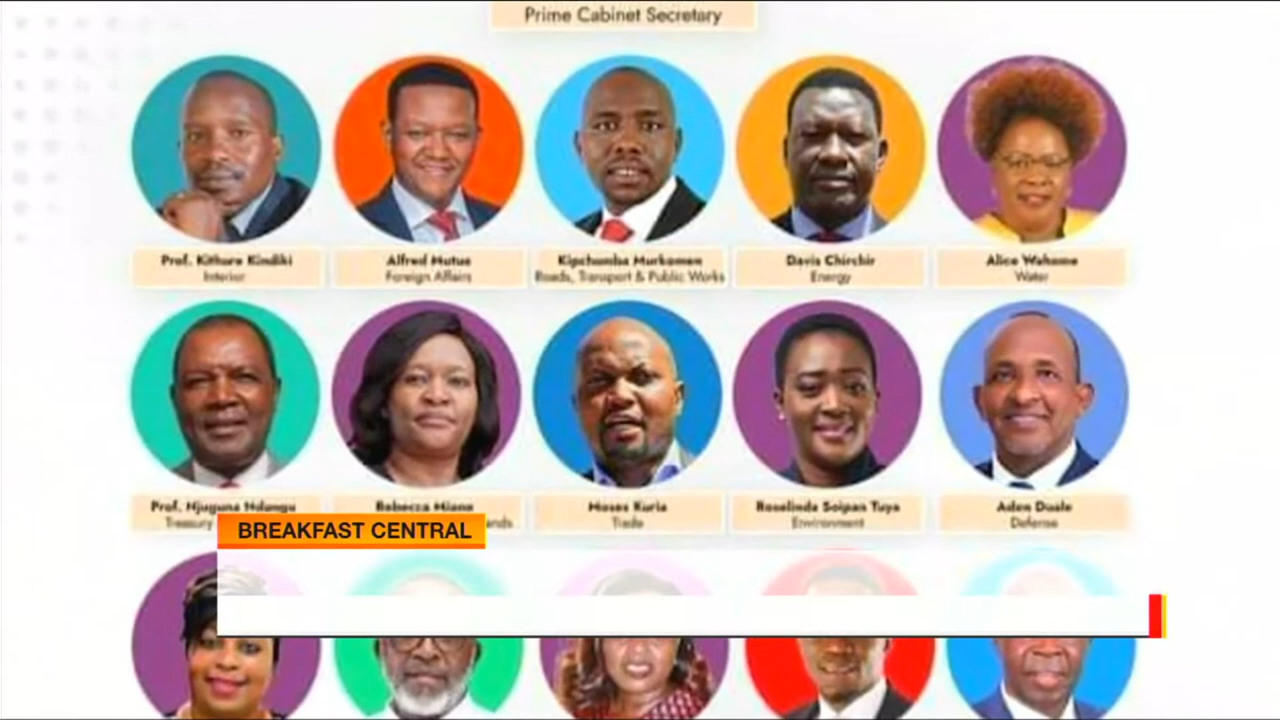 Prime Cabinet Secretary
Prof. Kithure Kindiki
Interior
Alfred Mutua
Foreign Affairs
Kipchumba Murkomen
Roads, Transport & Public Works
Davis Chirchir
Energy
Alice Wahome
Water
Prof. Njuguna Ndungu
Treasury
Rebecca Miano
ands
Moses Kuria
Trade
Roselinda Soipan Tuya
Environment
Aden Duale
Defense
BREAKFAST CENTRAL